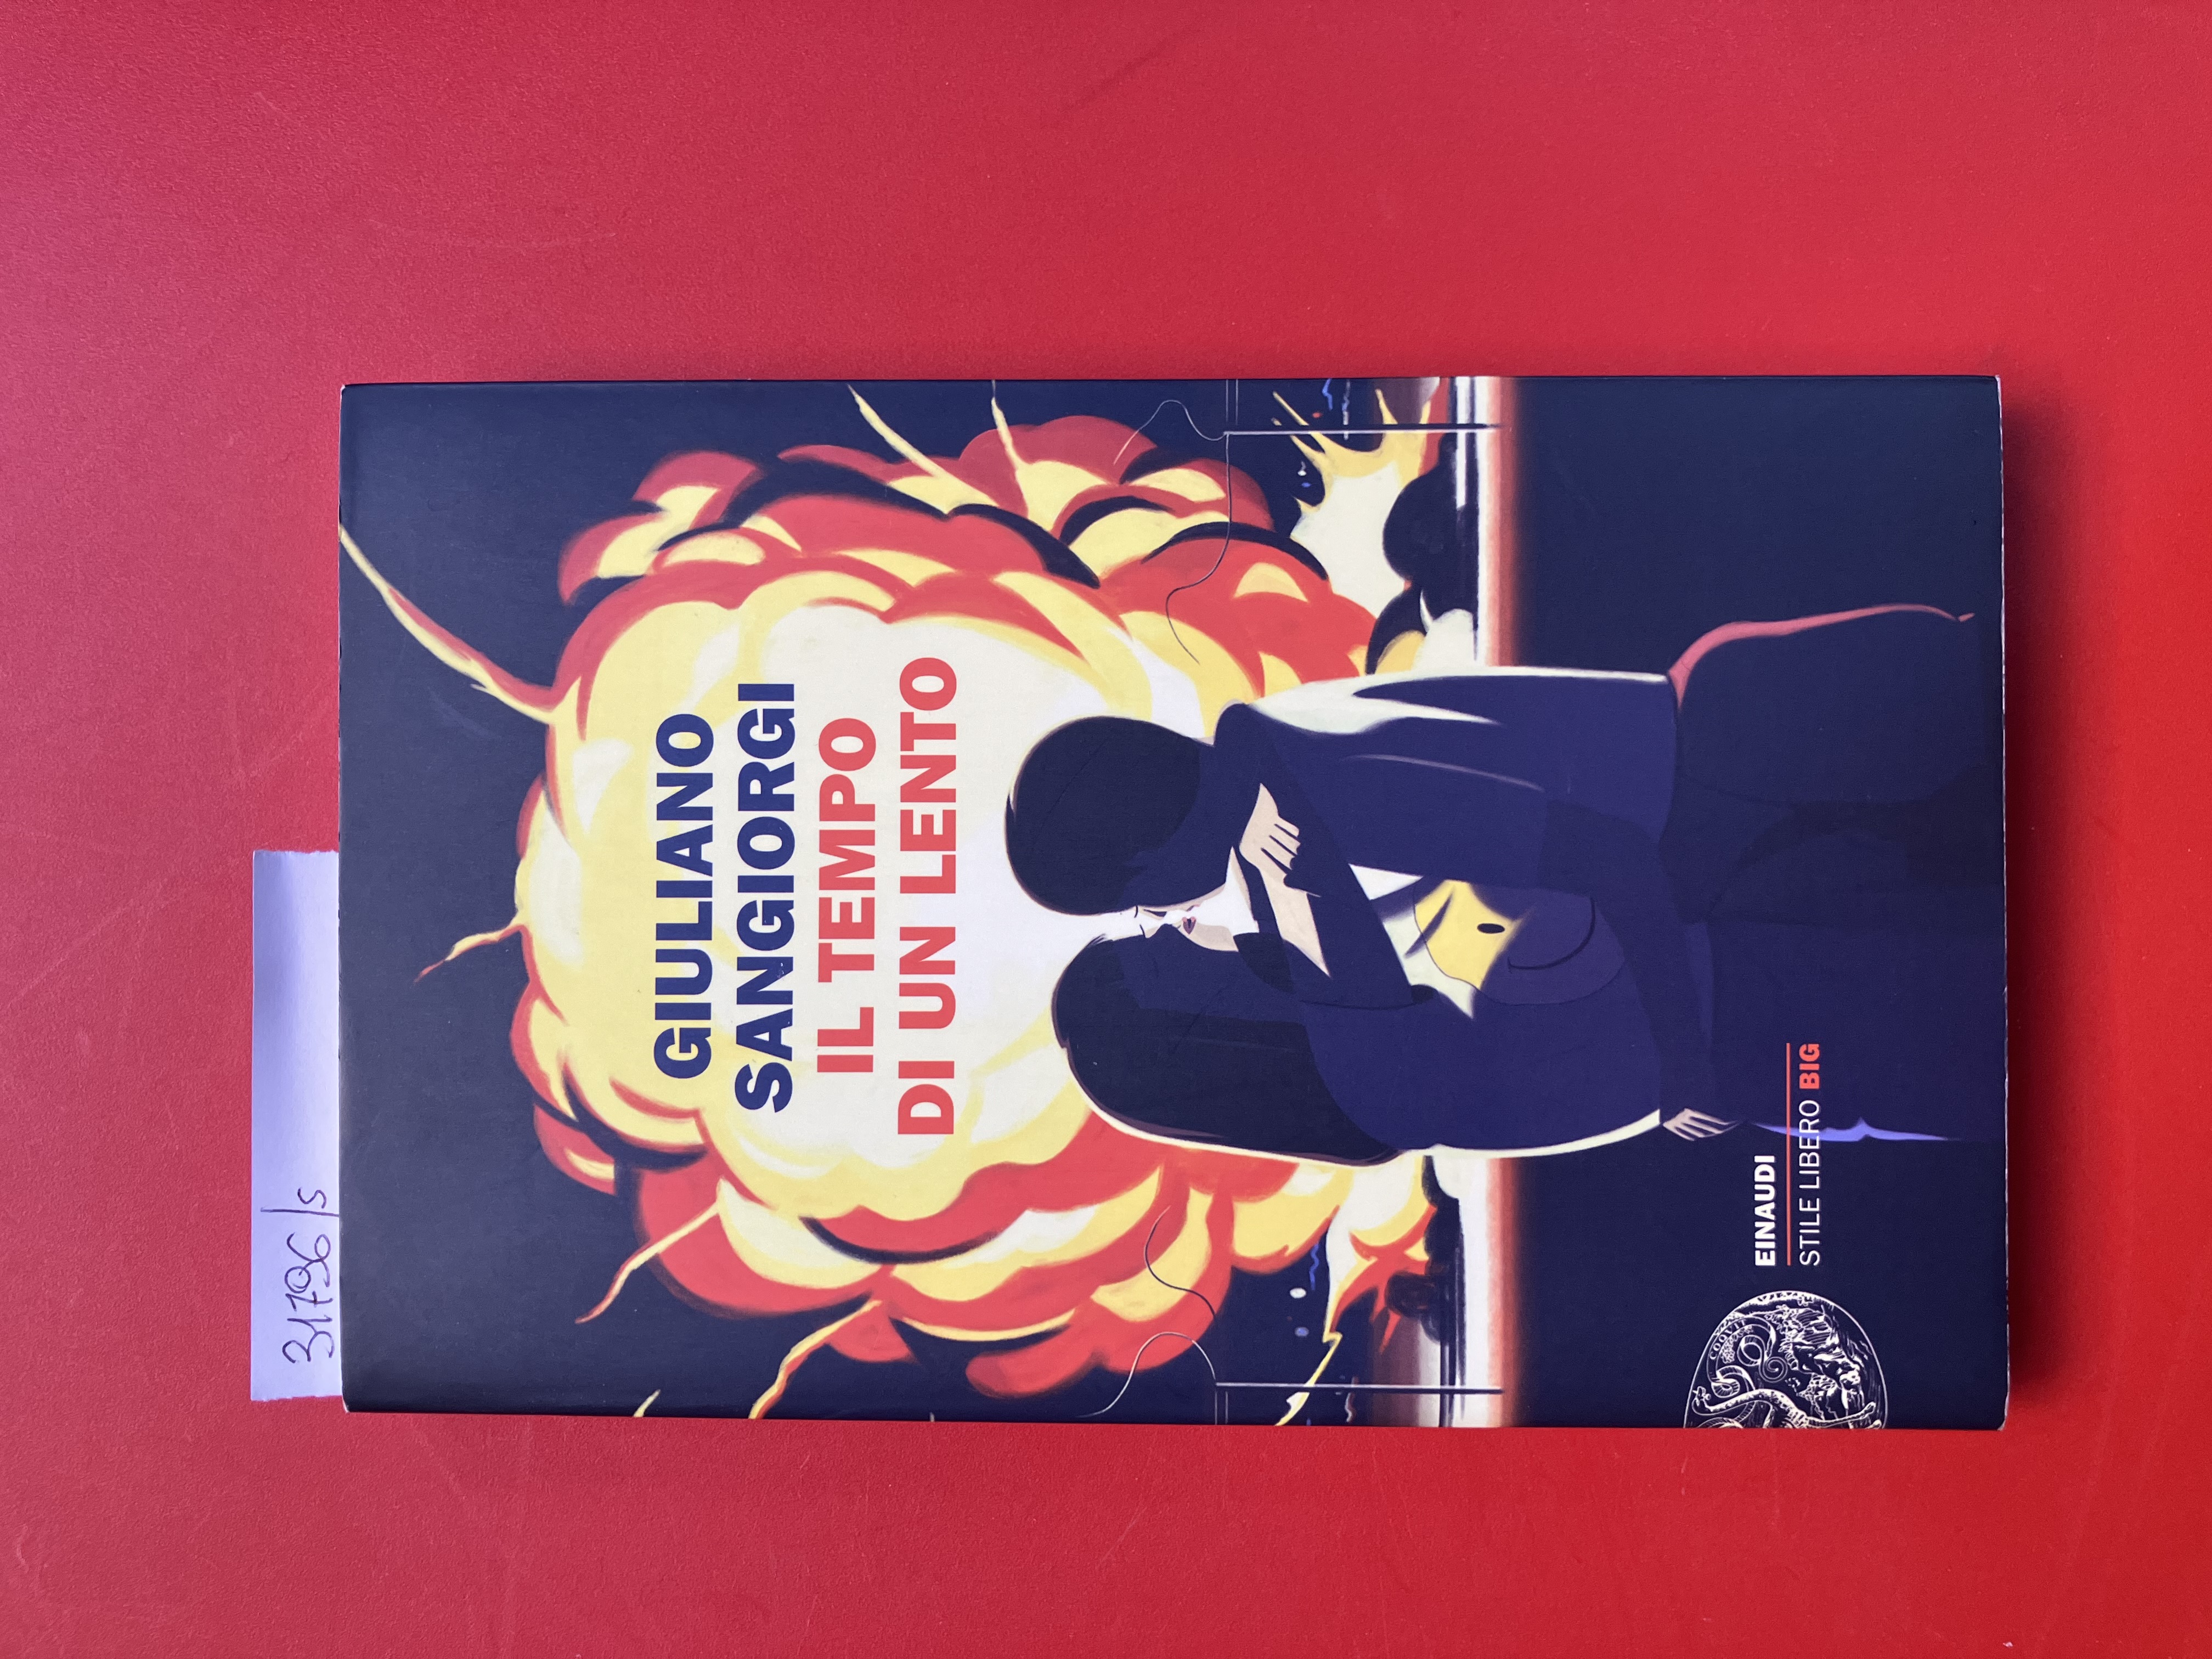 31796/s
GIULIANO
SANGIORGI
IL TEMPO
DI UN LENTO
EINAUDI
STILE LIBERO BIG